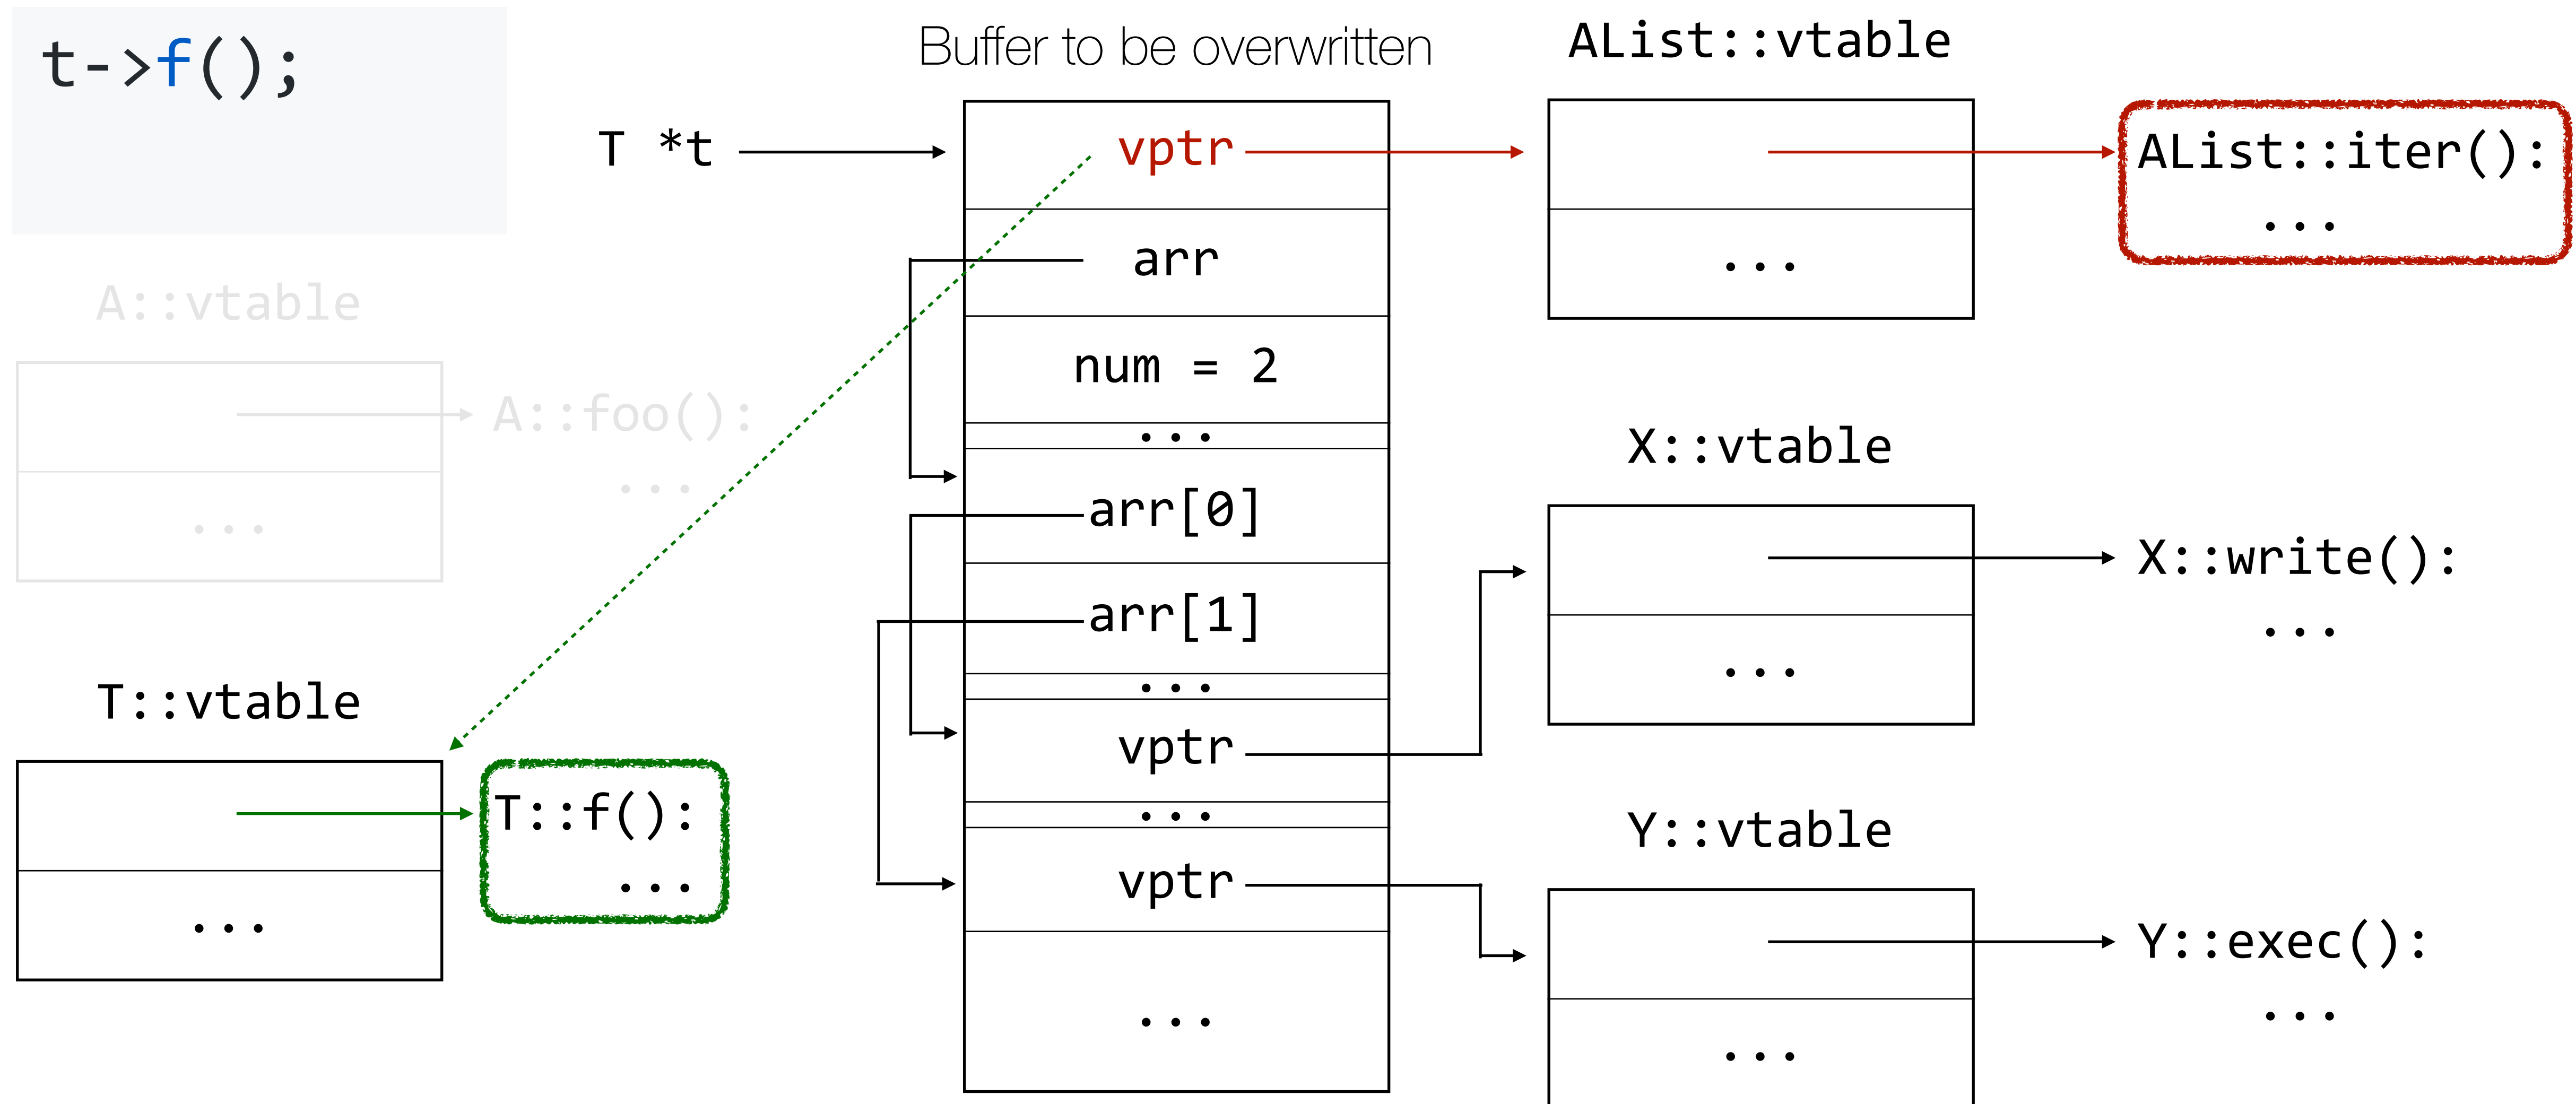 t->f();
Buffer to be overwritten
AList::vtable
T *t
vptr
AList::iter():
...
arr
...
A::vtable
num = 2
A::foo():
...
...
X::vtable
...
arr[0]
...
X::write():
arr[1]
...
...
...
T::vtable
vptr
T::f():
...
Y::vtable
...
vptr
...
Y::exec():
...
...
...